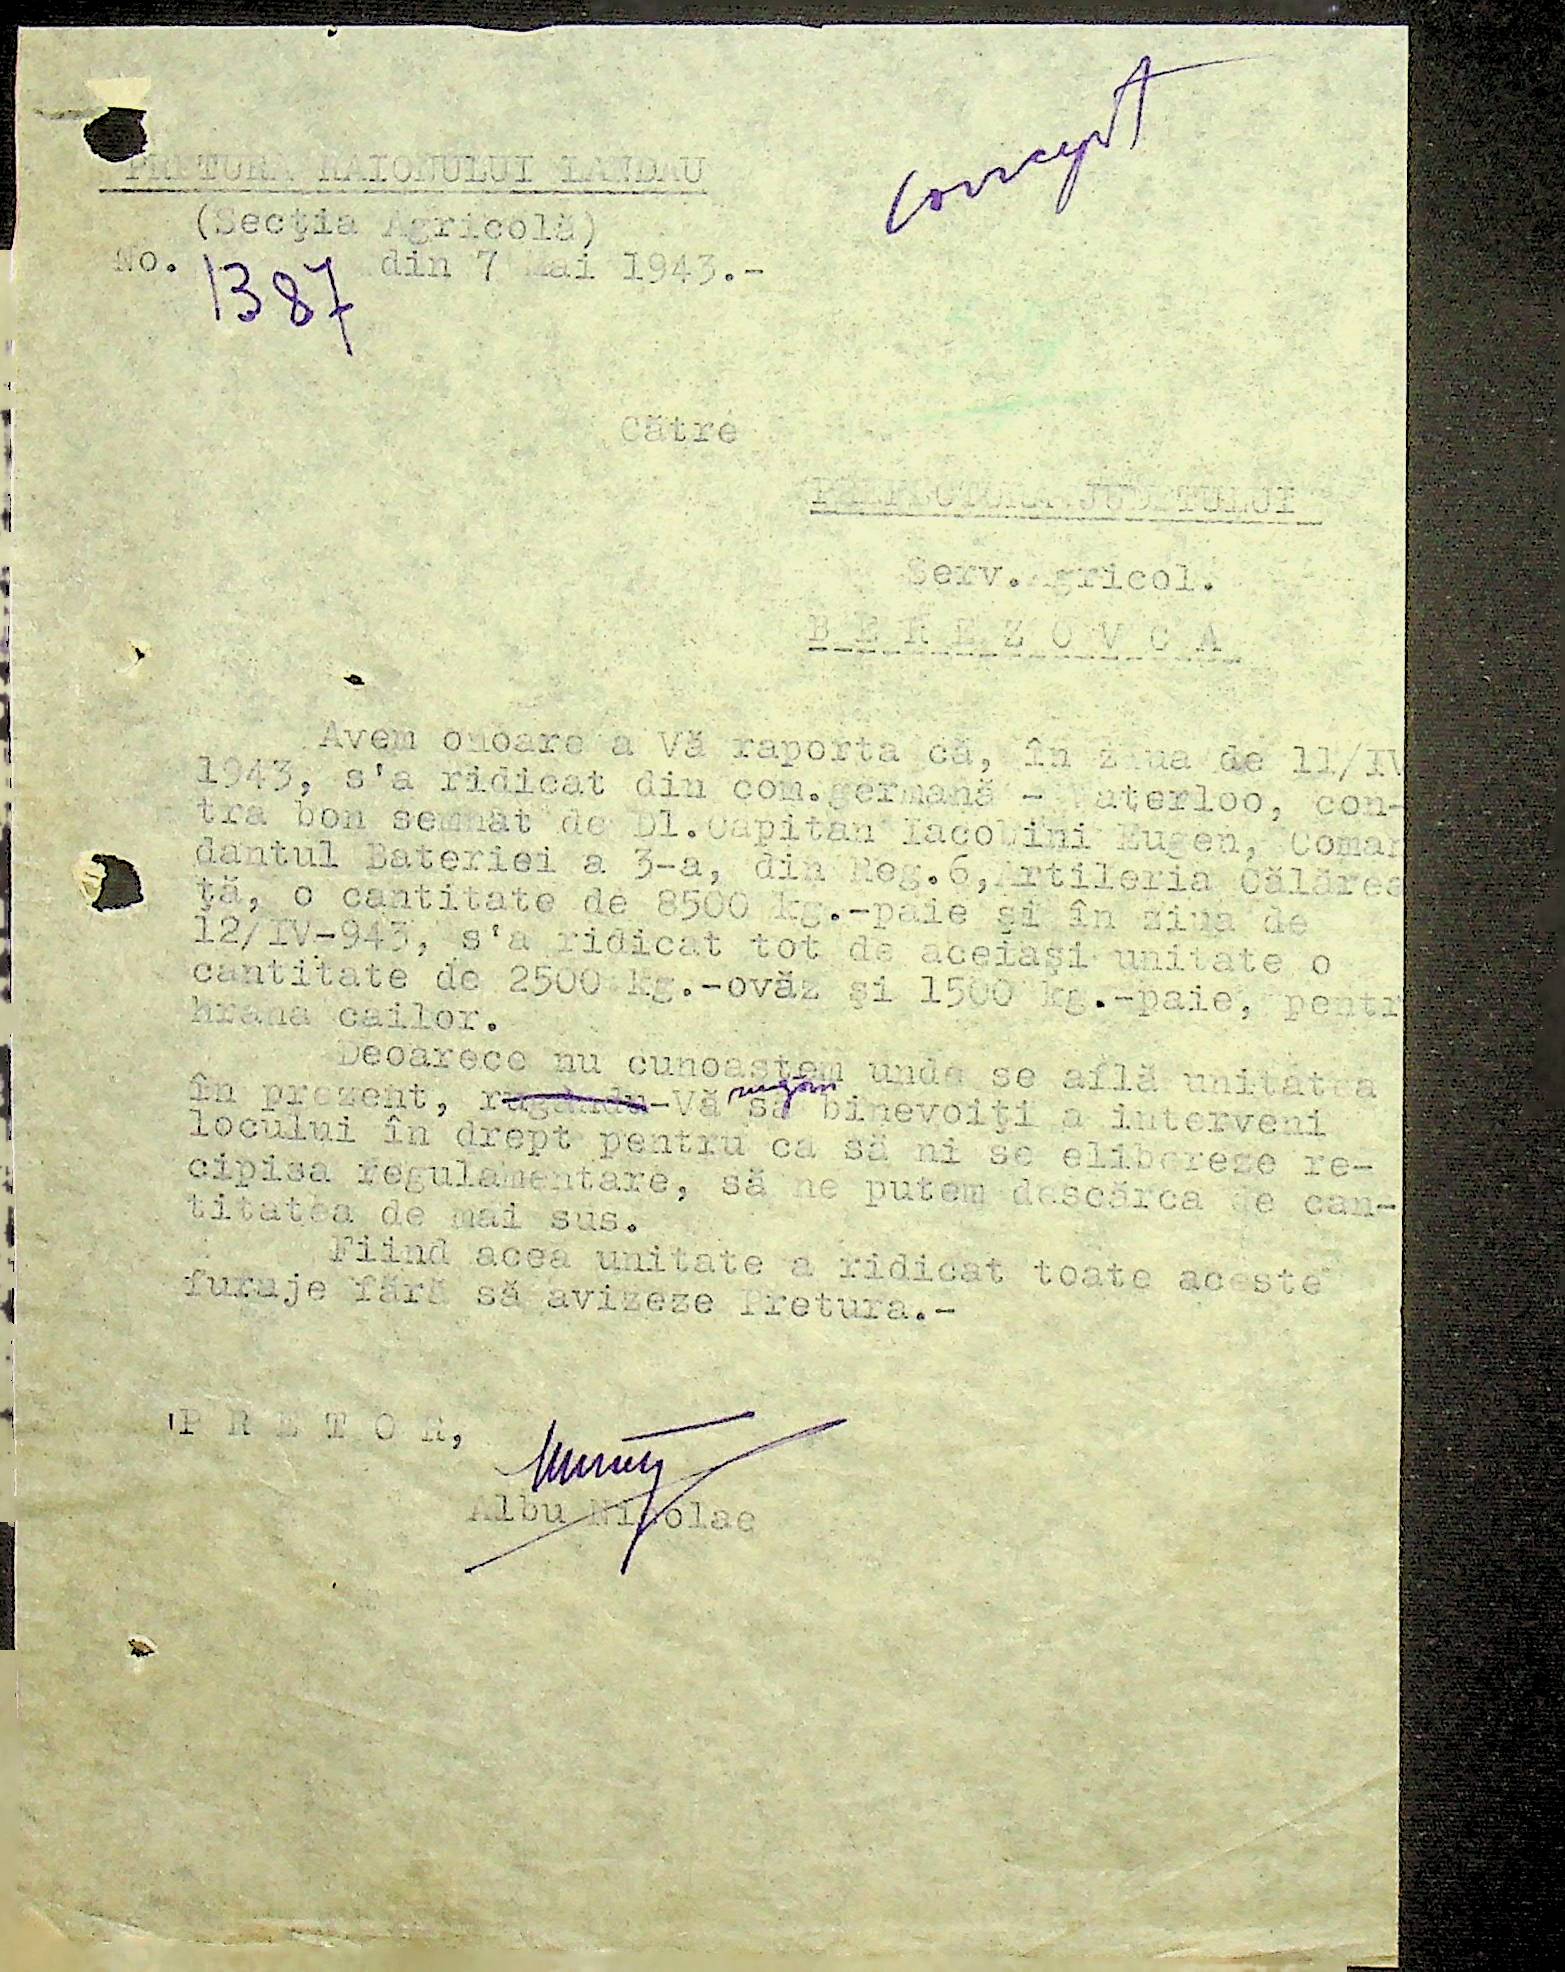 concept
PRETURA RAIONULUI LANDAU
(Secţia Agricolă)
No. 1387 din 7 Mai 1943.-
Către
PREFECTURA JUDEŢULUI
Serv.Agricol.
BEREZOVCA
Avem onoare a Vă raporta că, în ziua de 11/IV
1943, s'a ridicat din com.germană - Waterloo, con-
tra bon semnat de Dl.Capitan Iacobini Eugen, Coman
dantul Bateriei a 3-a, din Reg.6,Artileria Călărea
ţă, o cantitate de 8500 kg.-paie şi în ziua de
12/IV-943, s'a ridicat tot de aceiaşi unitate o
cantitate de 2500 kg.-ovăz şi 1500 kg.-paie, pentr
hrana cailor.
Deoarece nu cunoaştem unde se află unitatea
în prezent, rugându-Vă rugăm să binevoiţi a interveni
locului în drept pentru ca să ni se elibereze re-
cipisa regulamentare, să ne putem descărca de can-
titatea de mai sus.
Fiind acea unitate a ridicat toate aceste
furaje fără să avizeze Pretura.-
PRETOR,
Albu Nicolae